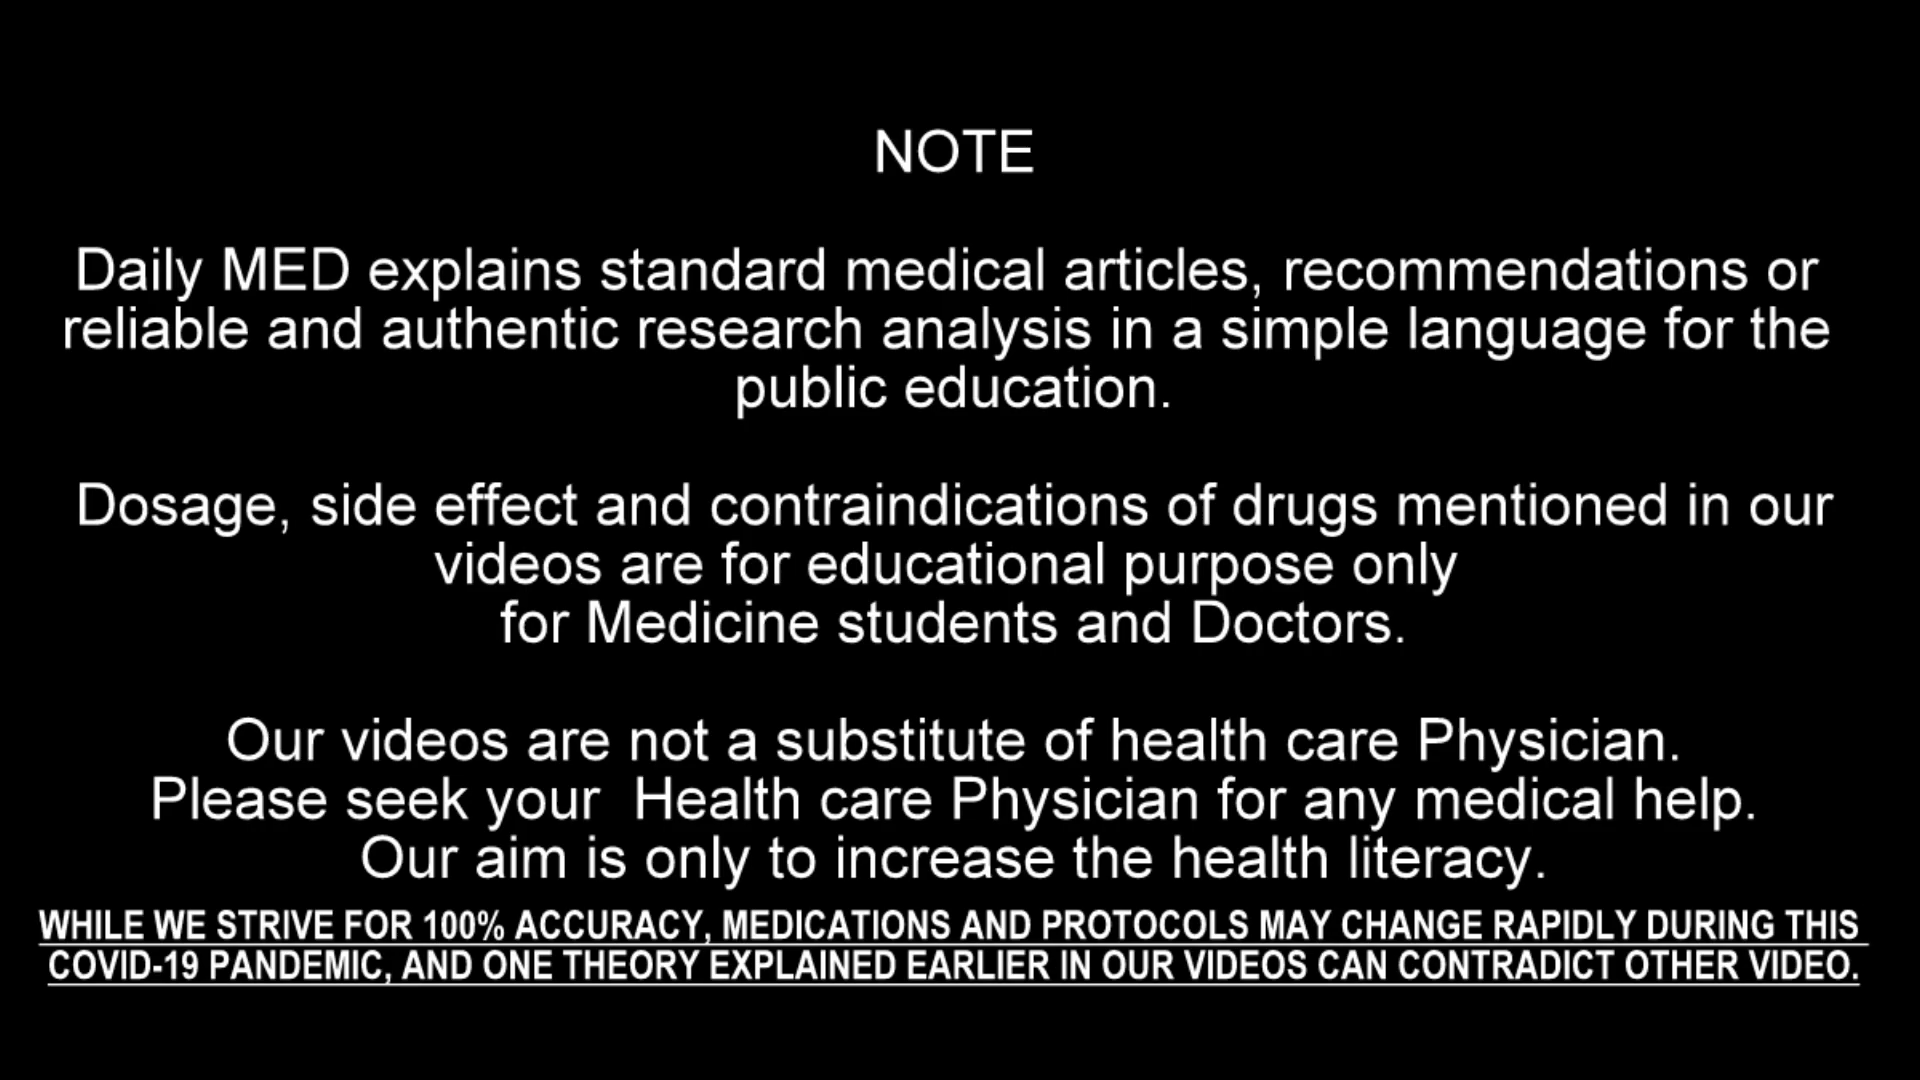 NOTE
Daily MED explains standard medical articles, recommendations or
reliable and authentic research analysis in a simple language for the
public education.
Dosage, side effect and contraindications of drugs mentioned in our
videos are for educational purpose only
for Medicine students and Doctors.
Our videos are not a substitute of health care Physician.
Please seek your  Health care Physician for any medical help.
Our aim is only to increase the health literacy.
WHILE WE STRIVE FOR 100% ACCURACY, MEDICATIONS AND PROTOCOLS MAY CHANGE RAPIDLY DURING THIS
COVID-19 PANDEMIC, AND ONE THEORY EXPLAINED EARLIER IN OUR VIDEOS CAN CONTRADICT OTHER VIDEO.